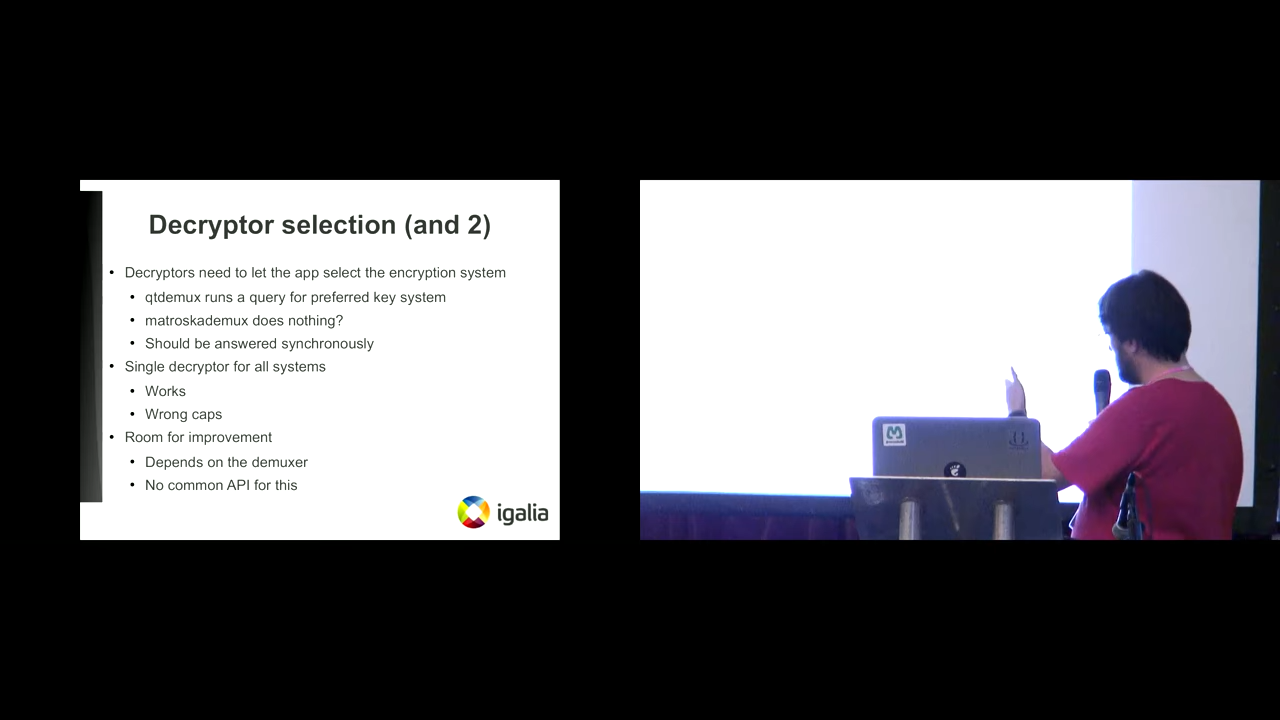 Decryptor selection (and 2)
• Decryptors need to let the app select the encryption system
• qtdemux runs a query for preferred key system
• matroskademux does nothing?
• Should be answered synchronously
• Single decryptor for all systems
• Works
• Wrong caps
• Room for improvement
• Depends on the demuxer
• No common API for this
igalia